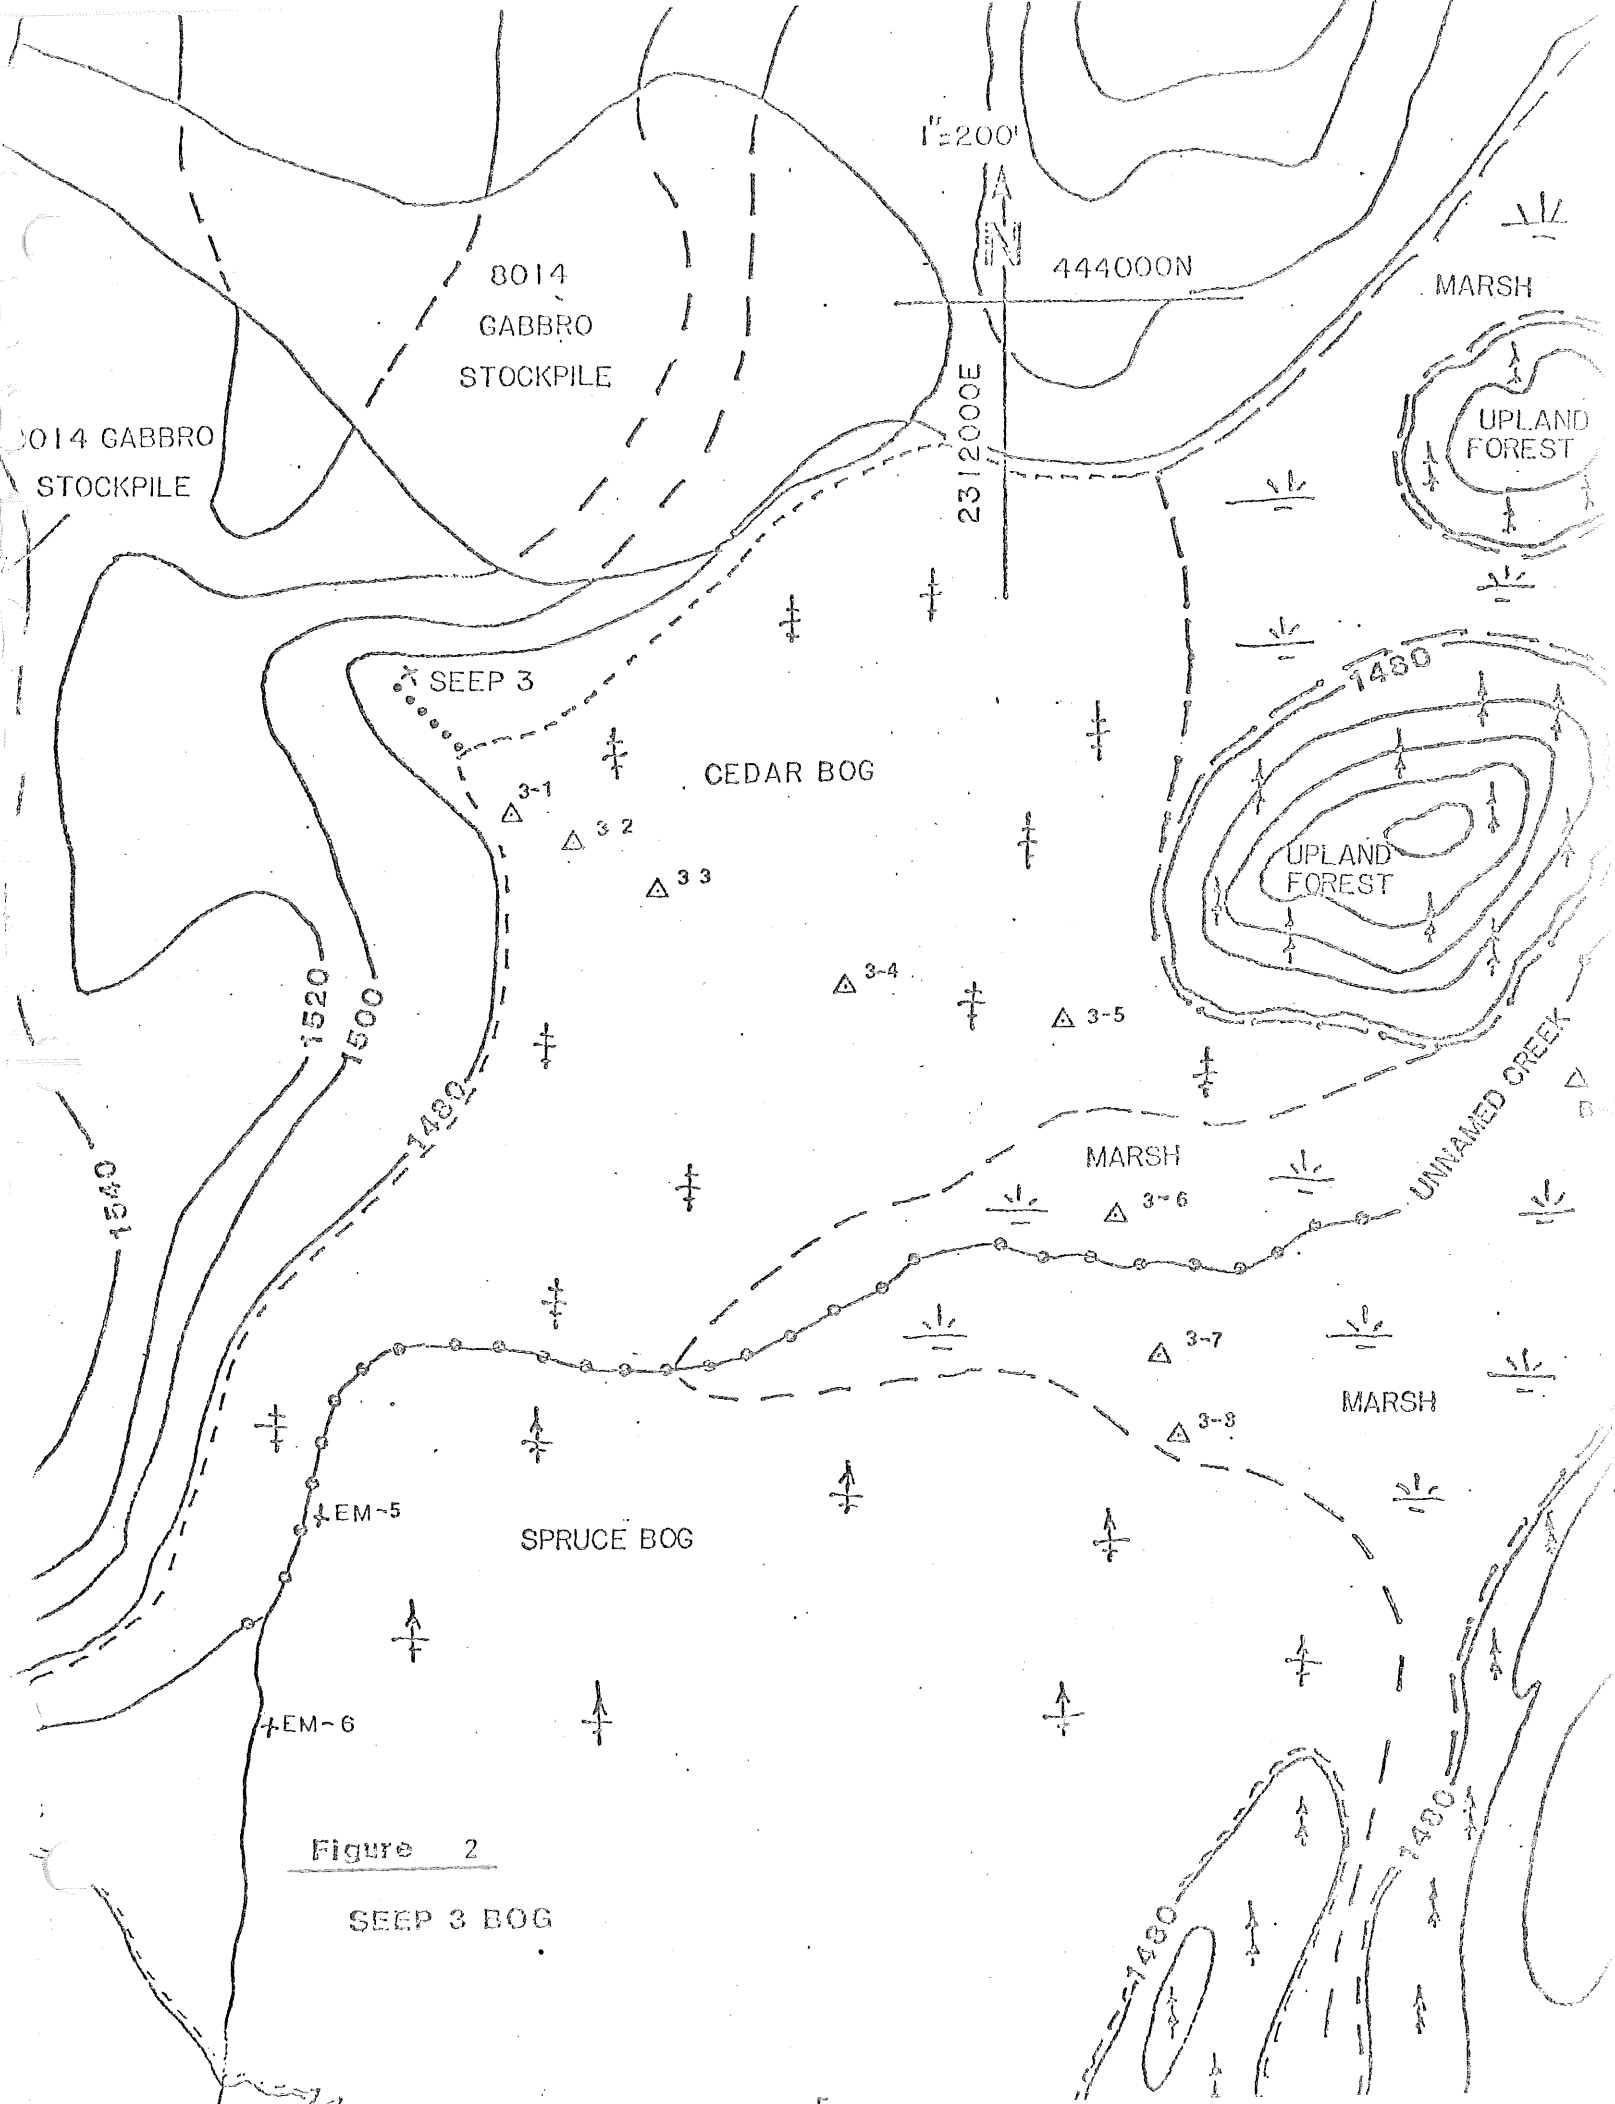 1"=200'
N
444000N
2312000E
MARSH
8014
GABBRO
STOCKPILE
UPLAND
FOREST
014 GABBRO
STOCKPILE
SEEP 3
1480
CEDAR BOG
3-1
3 2
3 3
UPLAND
FOREST
3-4
3-5
1520
1500
1480
UNNAMED CREEK
MARSH
3-6
1540
3-7
MARSH
3-8
EM-5
SPRUCE BOG
EM-6
1480
Figure 2
SEEP 3 BOG
1480